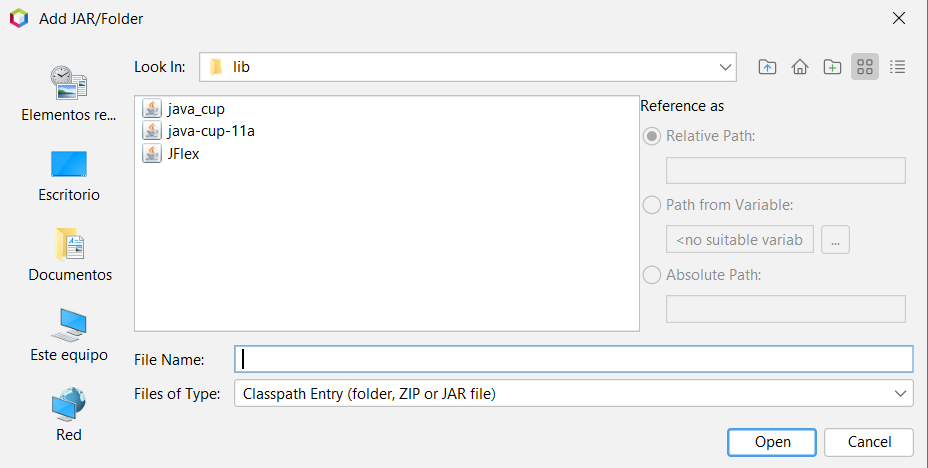 Add JAR/Folder
Look In:
lib
Elementos re...
Escritorio
Documentos
Este equipo
Red
java_cup
java-cup-11a
JFlex
Reference as
Relative Path:
Path from Variable:
<no suitable variab
...
Absolute Path:
File Name:
Files of Type:
Classpath Entry (folder, ZIP or JAR file)
Open
Cancel